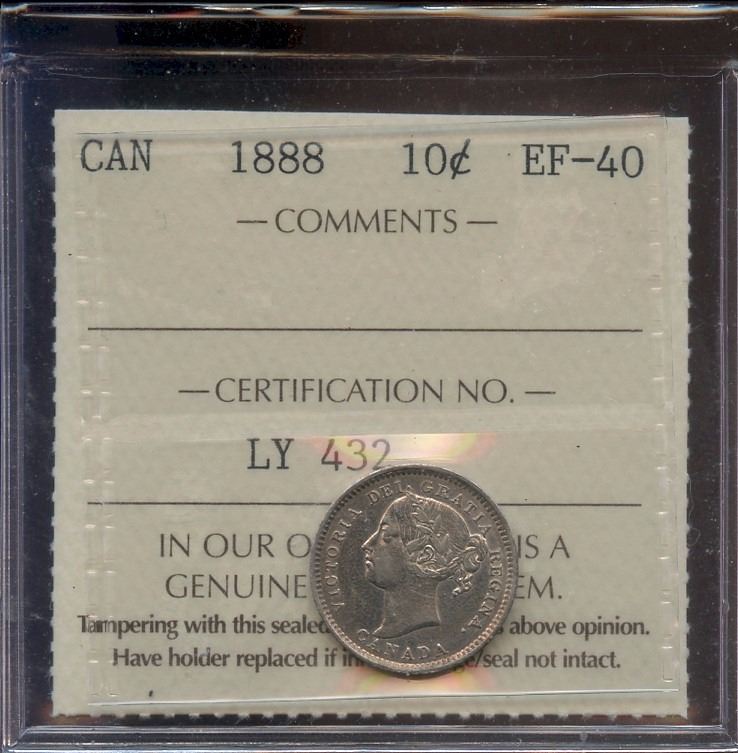 CAN 1888 10¢ EF-40
— COMMENTS —
— CERTIFICATION NO. —
LY 432
IN OUR O IS A
GENUINE EM.
Tampering with this sealed above opinion.
Have holder replaced if in e/seal not intact.
VICTORIA DEI GRATIA REGINA.
CANADA